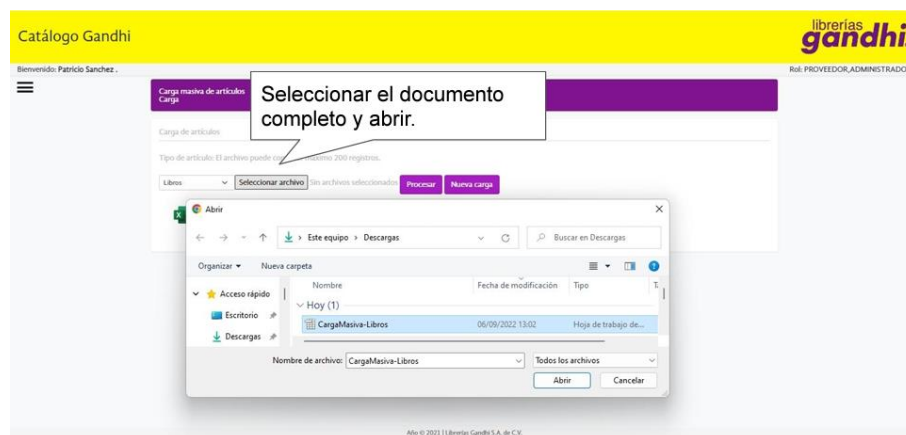 Catálogo Gandhi
librerías
gandhi
Bienvenido: Patricio Sanchez .
Rol: PROVEEDOR,ADMINISTRADO
Carga masiva de artículos
Carga
Seleccionar el documento
completo y abrir.
Carga de artículos
Tipo de artículo: El archivo puede máximo 200 registros.
Libros Seleccionar archivo Sin archivos seleccionados Procesar Nueva carga
Abrir
Este equipo > Descargas Buscar en Descargas
Organizar Nueva carpeta
Nombre Fecha de modificación Tipo
Acceso rápido
Hoy (1)
Escritorio CargaMasiva-Libros 06/09/2022 13:02 Hoja de trabajo de...
Descargas
Nombre de archivo: CargaMasiva-Libros Todos los archivos
Abrir Cancelar
Año © 2021 | Librerías Gandhi S.A. de C.V.